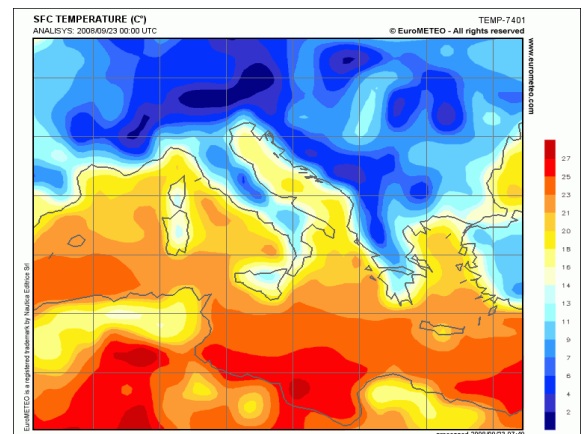 SFC TEMPERATURE (C°)
TEMP-7401
ANALISYS: 2008/09/23 00:00 UTC
© EuroMETEO - All rights reserved
www.eurometeo.com
EuroMETEO is a registered trademark by Nautica Editrice Srl
27
25
23
21
20
18
16
14
13
11
9
7
5
4
2